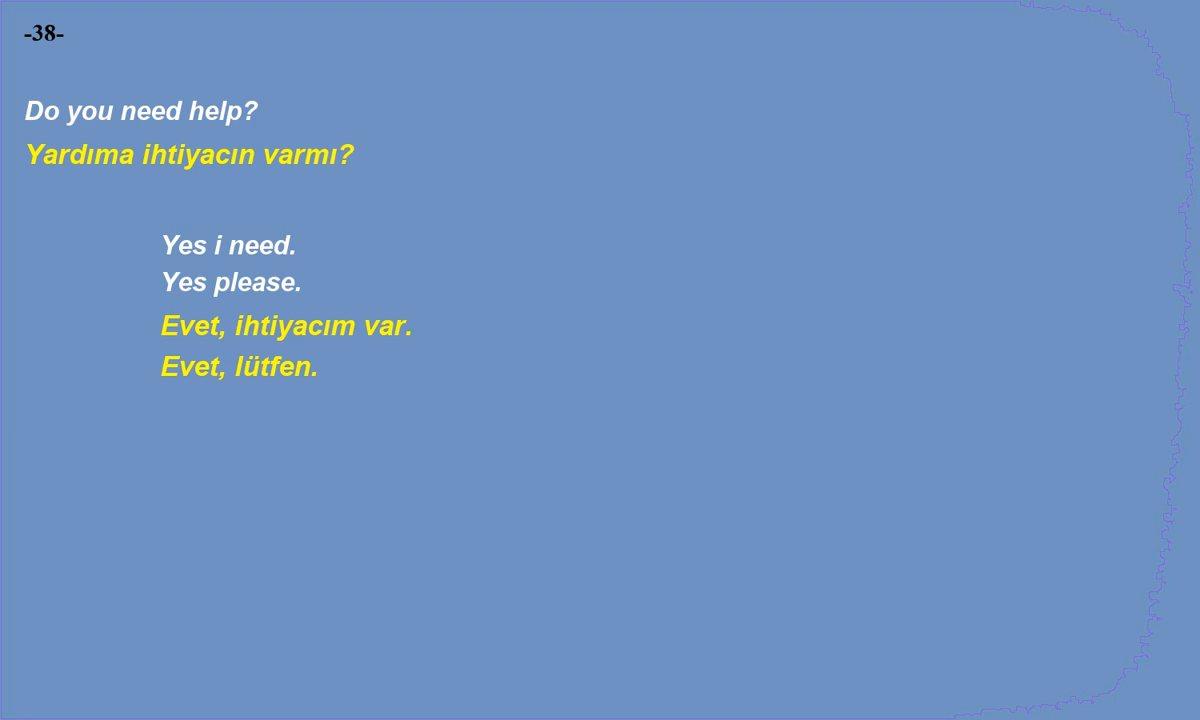 -38-
Do you need help?
Yardıma ihtiyacın varmı?
Yes i need.
Yes please.
Evet, ihtiyacım var.
Evet, lütfen.